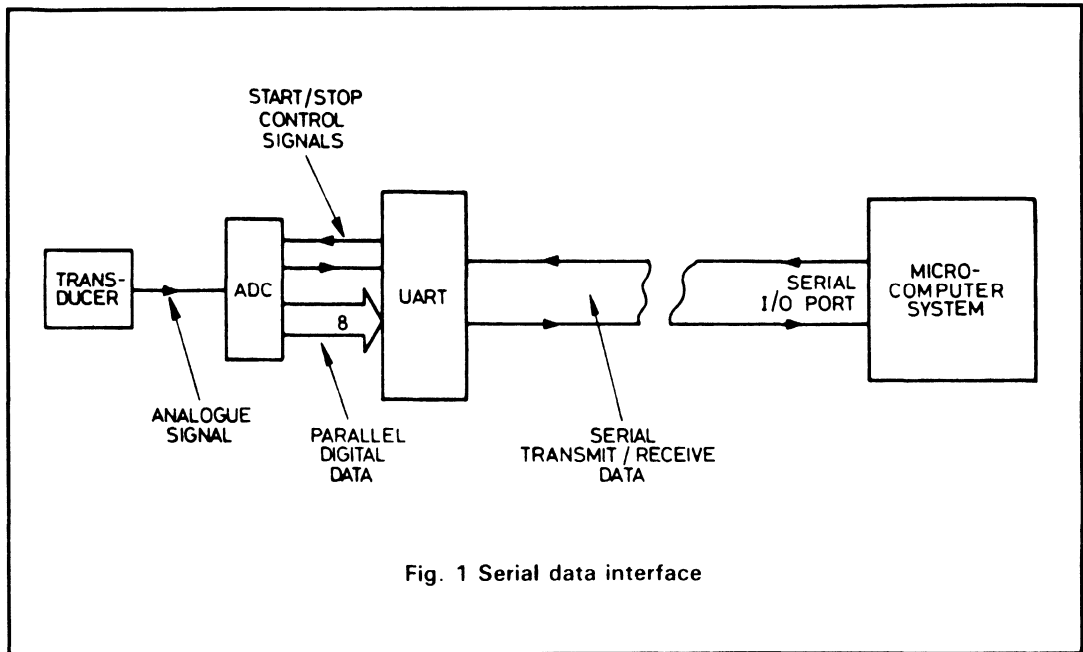 START/STOP
CONTROL
SIGNALS
TRANS-
DUCER
ADC
8
UART
SERIAL
I/O PORT
MICRO-
COMPUTER
SYSTEM
ANALOGUE
SIGNAL
PARALLEL
DIGITAL
DATA
SERIAL
TRANSMIT / RECEIVE
DATA
Fig. 1 Serial data interface